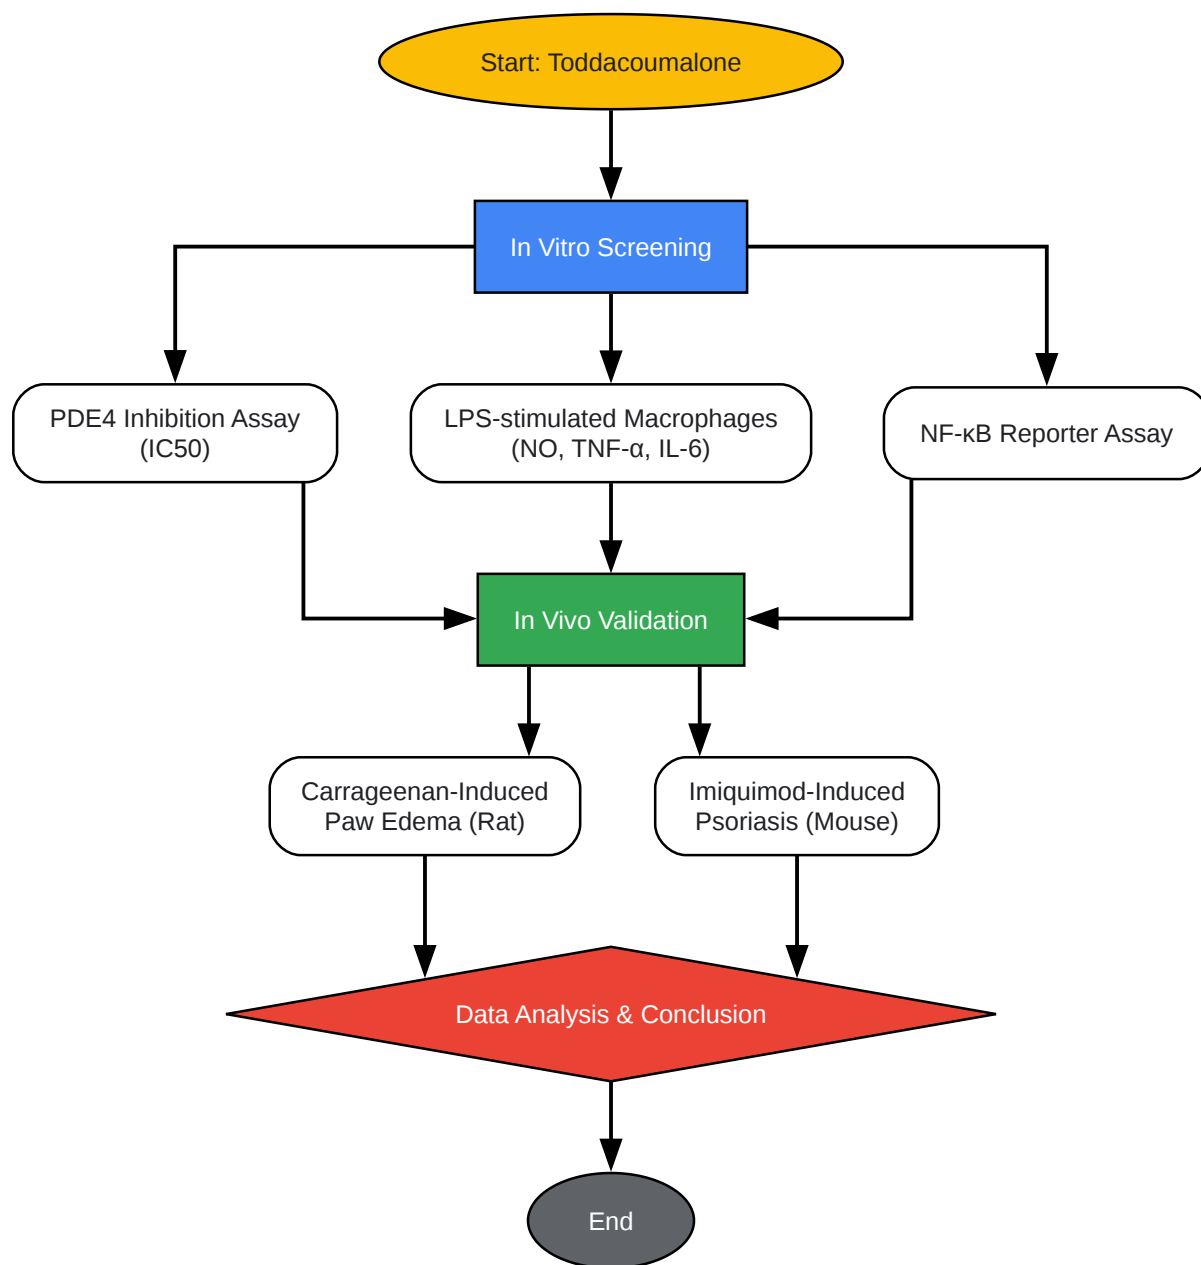 Start: Toddacoumalone
In Vitro Screening
PDE4 Inhibition Assay
(IC50)
LPS-stimulated Macrophages
(NO, TNF-α, IL-6)
NF-κB Reporter Assay
In Vivo Validation
Carrageenan-Induced
Paw Edema (Rat)
Imiquimod-Induced
Psoriasis (Mouse)
Data Analysis & Conclusion
End